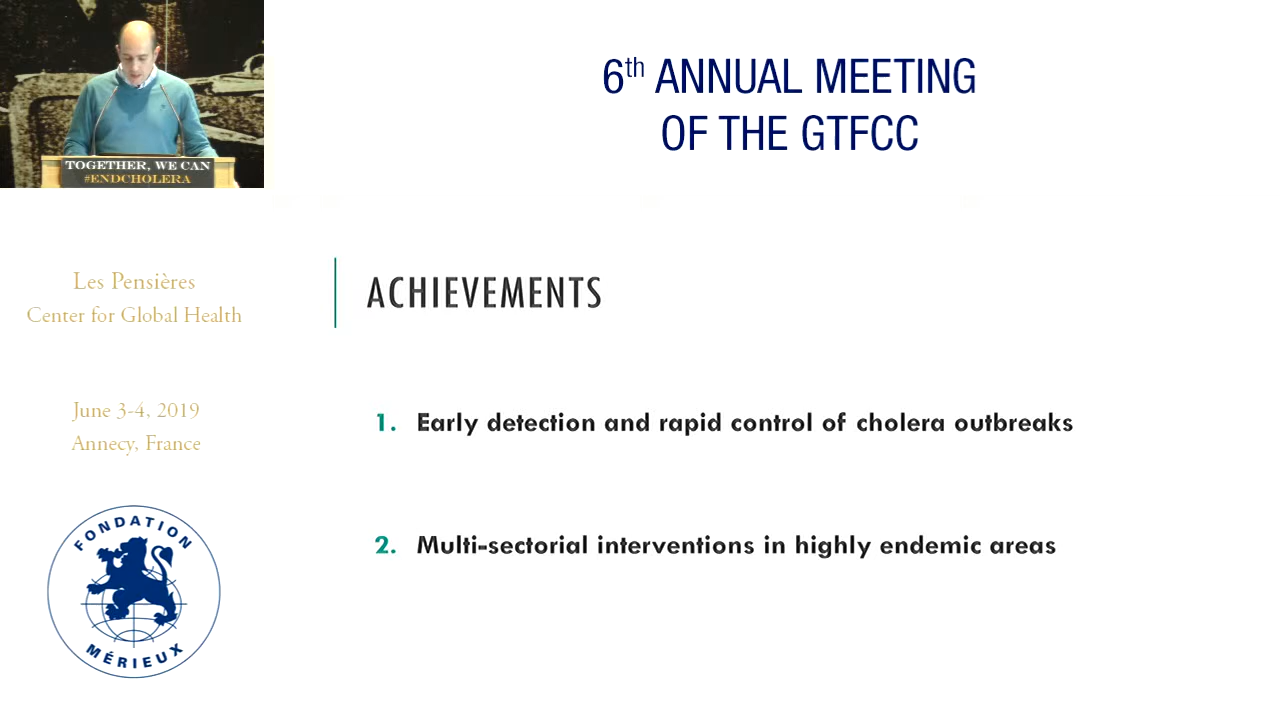 TOGETHER, WE CAN
#ENDCHOLERA
6th ANNUAL MEETING
OF THE GTFCC
Les Pensières
Center for Global Health
June 3-4, 2019
Annecy, France
FONDATION
MÉRIEUX
ACHIEVEMENTS
1. Early detection and rapid control of cholera outbreaks
2. Multi-sectorial interventions in highly endemic areas